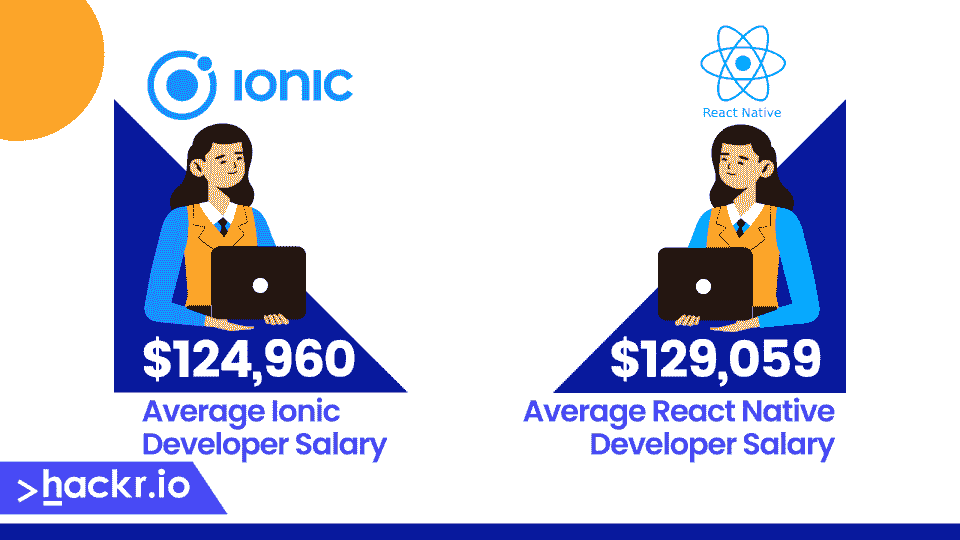 IONIC
React Native
$124,960
Average Ionic
Developer Salary
$129,059
Average React Native
Developer Salary
>hackr.io